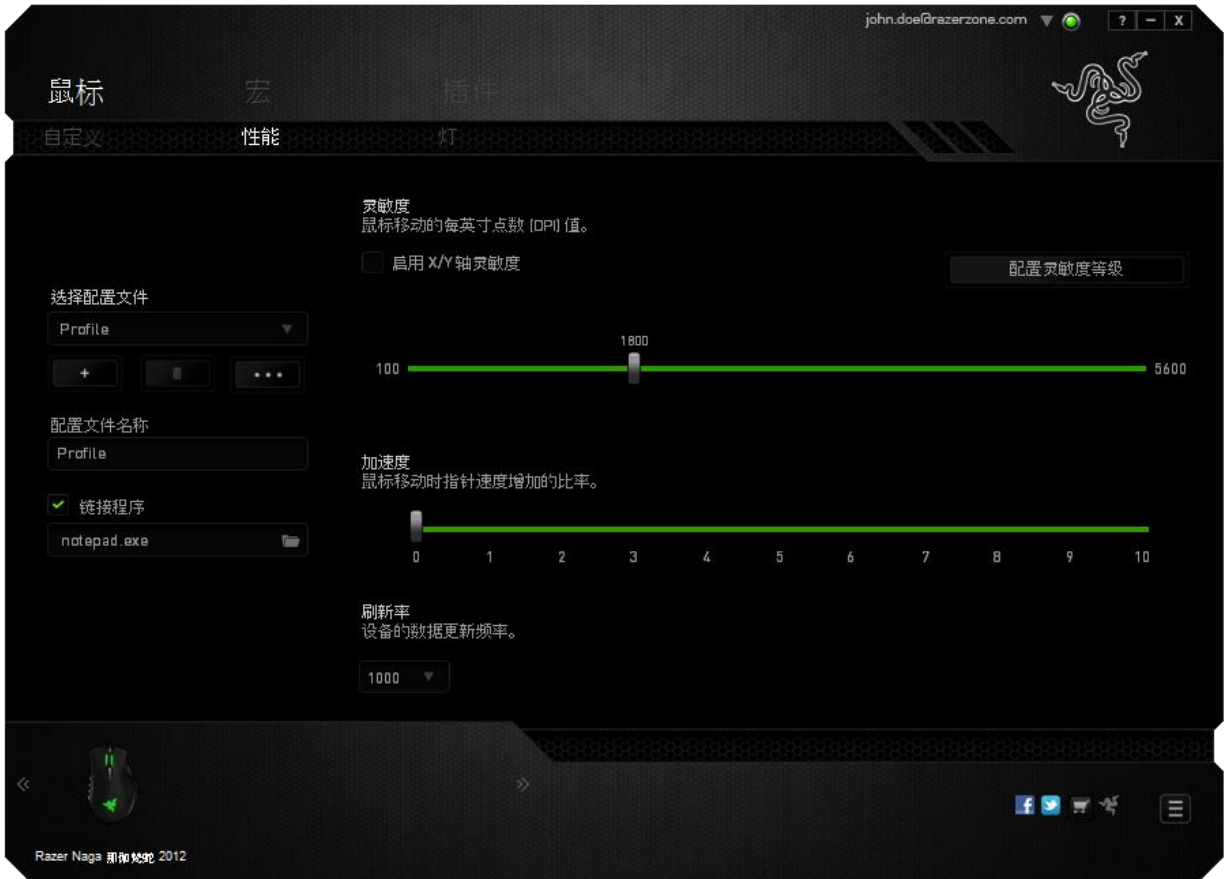 john.doe@razerzone.com
? - X
鼠标 宏 插件
自定义 性能 灯
灵敏度
鼠标移动的每英寸点数 (DPI) 值。
启用 X/Y 轴灵敏度
配置灵敏度等级
选择配置文件
Profile
1800
100
5600
配置文件名称
Profile
加速度
鼠标移动时指针速度增加的比率。
链接程序
notepad.exe
0 1 2 3 4 5 6 7 8 9 10
刷新率
设备的数据更新频率。
1000
Razer Naga 那伽梵蛇 2012